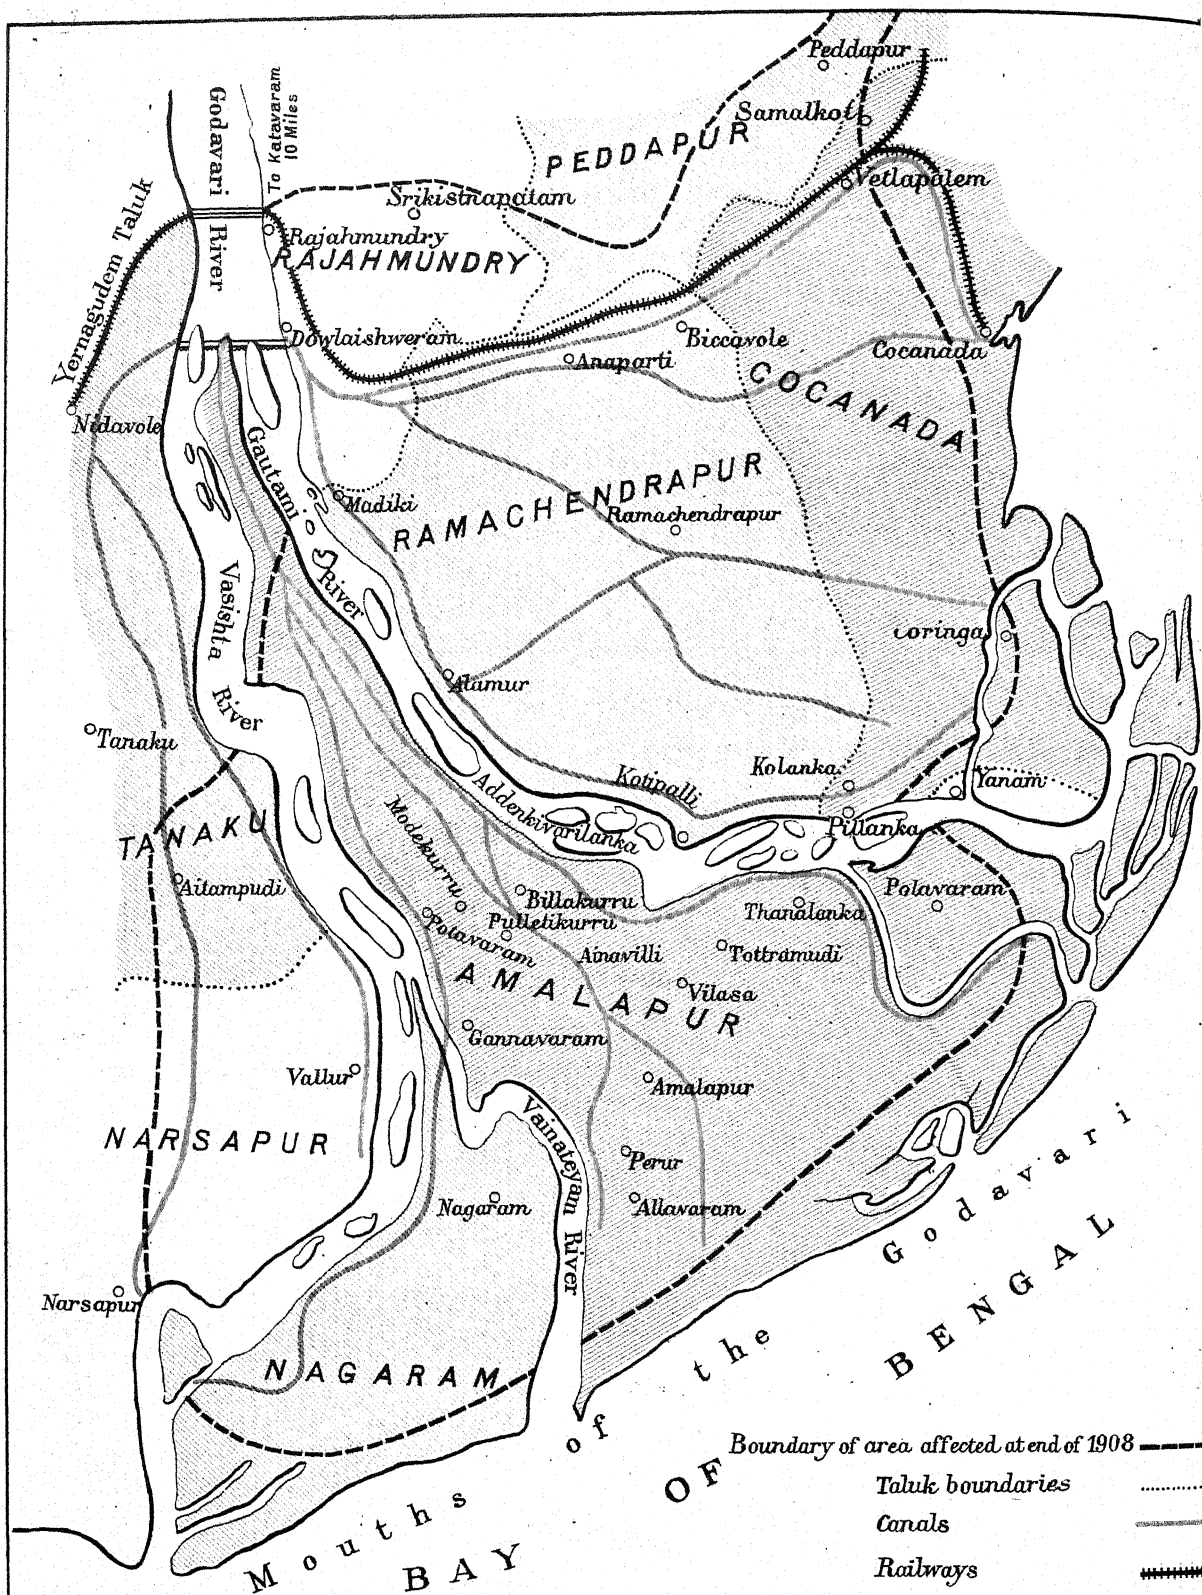 Peddapur
Samalkot
PEDDAPUR
Godavari River
To Katavaram
10 Miles
Vetlapalem
Srikistnapatam
Yernagudem Taluk
Rajahmundry
RAJAHMUNDRY
Dowlaishweram
Biccavole
Anaparti
Cocanada
COCANADA
Nidavole
Gautami River
Madiki
RAMACHENDRAPUR
Ramachendrapur
Vasishta River
Coringa
Alamur
Tanaku
Kotipalli
Kolanka
Yanam
Addenkivarilanka
Pillanka
TANAKU
Modekurru
Aitampudi
Billakurru
Polavaram
Pulletikurru
Thanalanka
Polavaram
Ainavilli
Tottramudi
AMALAPUR
Vilasa
Gannavaram
Vallur
Amalapur
NARSAPUR
Vainateyam River
Perur
Nagaram
Allavaram
Narsapur
NAGARAM
Mouths of the Godavari
BAY OF BENGAL
Boundary of area affected at end of 1908
Taluk boundaries
Canals
Railways